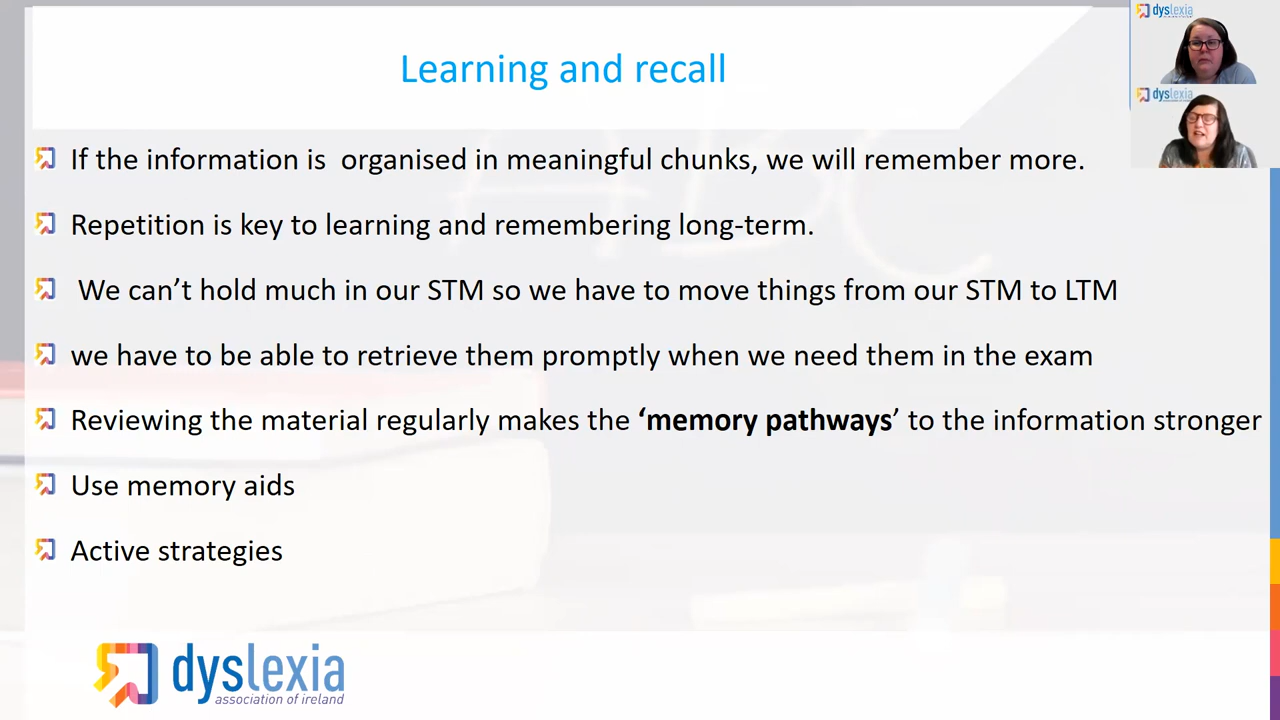 Learning and recall
If the information is  organised in meaningful chunks, we will remember more.
Repetition is key to learning and remembering long-term.
We can’t hold much in our STM so we have to move things from our STM to LTM
we have to be able to retrieve them promptly when we need them in the exam
Reviewing the material regularly makes the ‘memory pathways’ to the information stronger
Use memory aids
Active strategies
dyslexia
association of ireland
dyslexia
dyslexia
ABC